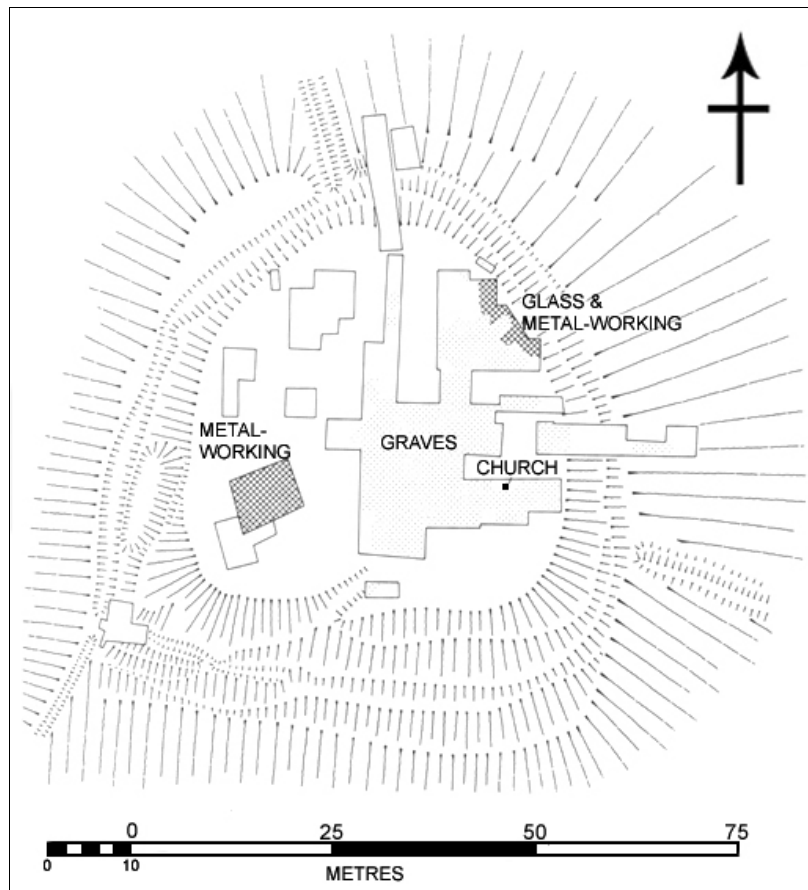 GLASS &
METAL-WORKING
METAL-
WORKING
GRAVES
CHURCH
0 25 50 75
0 10
METRES